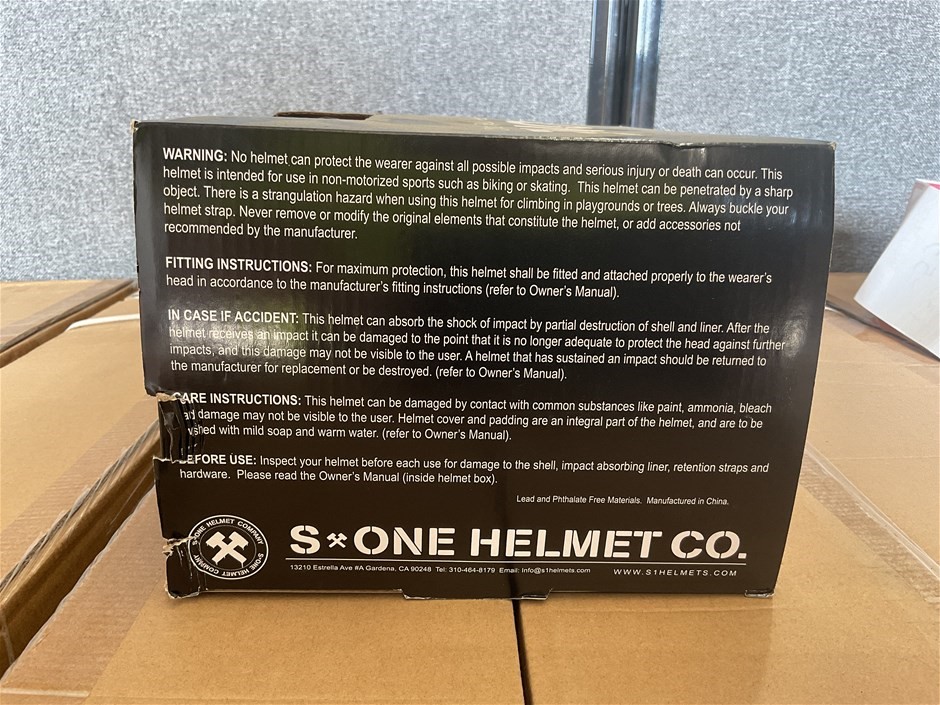 WARNING: No helmet can protect the wearer against all possible impacts and serious injury or death can occur. This
helmet is intended for use in non-motorized sports such as biking or skating. This helmet can be penetrated by a sharp
object. There is a strangulation hazard when using this helmet for climbing in playgrounds or trees. Always buckle your
helmet strap. Never remove or modify the original elements that constitute the helmet, or add accessories not
recommended by the manufacturer.
FITTING INSTRUCTIONS: For maximum protection, this helmet shall be fitted and attached properly to the wearer's
head in accordance to the manufacturer's fitting instructions (refer to Owner's Manual).
IN CASE IF ACCIDENT: This helmet can absorb the shock of impact by partial destruction of shell and liner. After the
helmet receives an impact it can be damaged to the point that it is no longer adequate to protect the head against further
impacts, and this damage may not be visible to the user. A helmet that has sustained an impact should be returned to
the manufacturer for replacement or be destroyed. (refer to Owner's Manual).
CARE INSTRUCTIONS: This helmet can be damaged by contact with common substances like paint, ammonia, bleach
and damage may not be visible to the user. Helmet cover and padding are an integral part of the helmet, and are to be
washed with mild soap and warm water. (refer to Owner's Manual).
BEFORE USE: Inspect your helmet before each use for damage to the shell, impact absorbing liner, retention straps and
hardware. Please read the Owner's Manual (inside helmet box).
Lead and Phthalate Free Materials. Manufactured in China.
S-ONE HELMET COMPANY S-ONE HELMET COMPANY
S ONE HELMET CO.
13210 Estrella Ave #A Gardena, CA 90248 Tel: 310-464-8179 Email: Info@s1helmets.com WWW.S1HELMETS.COM